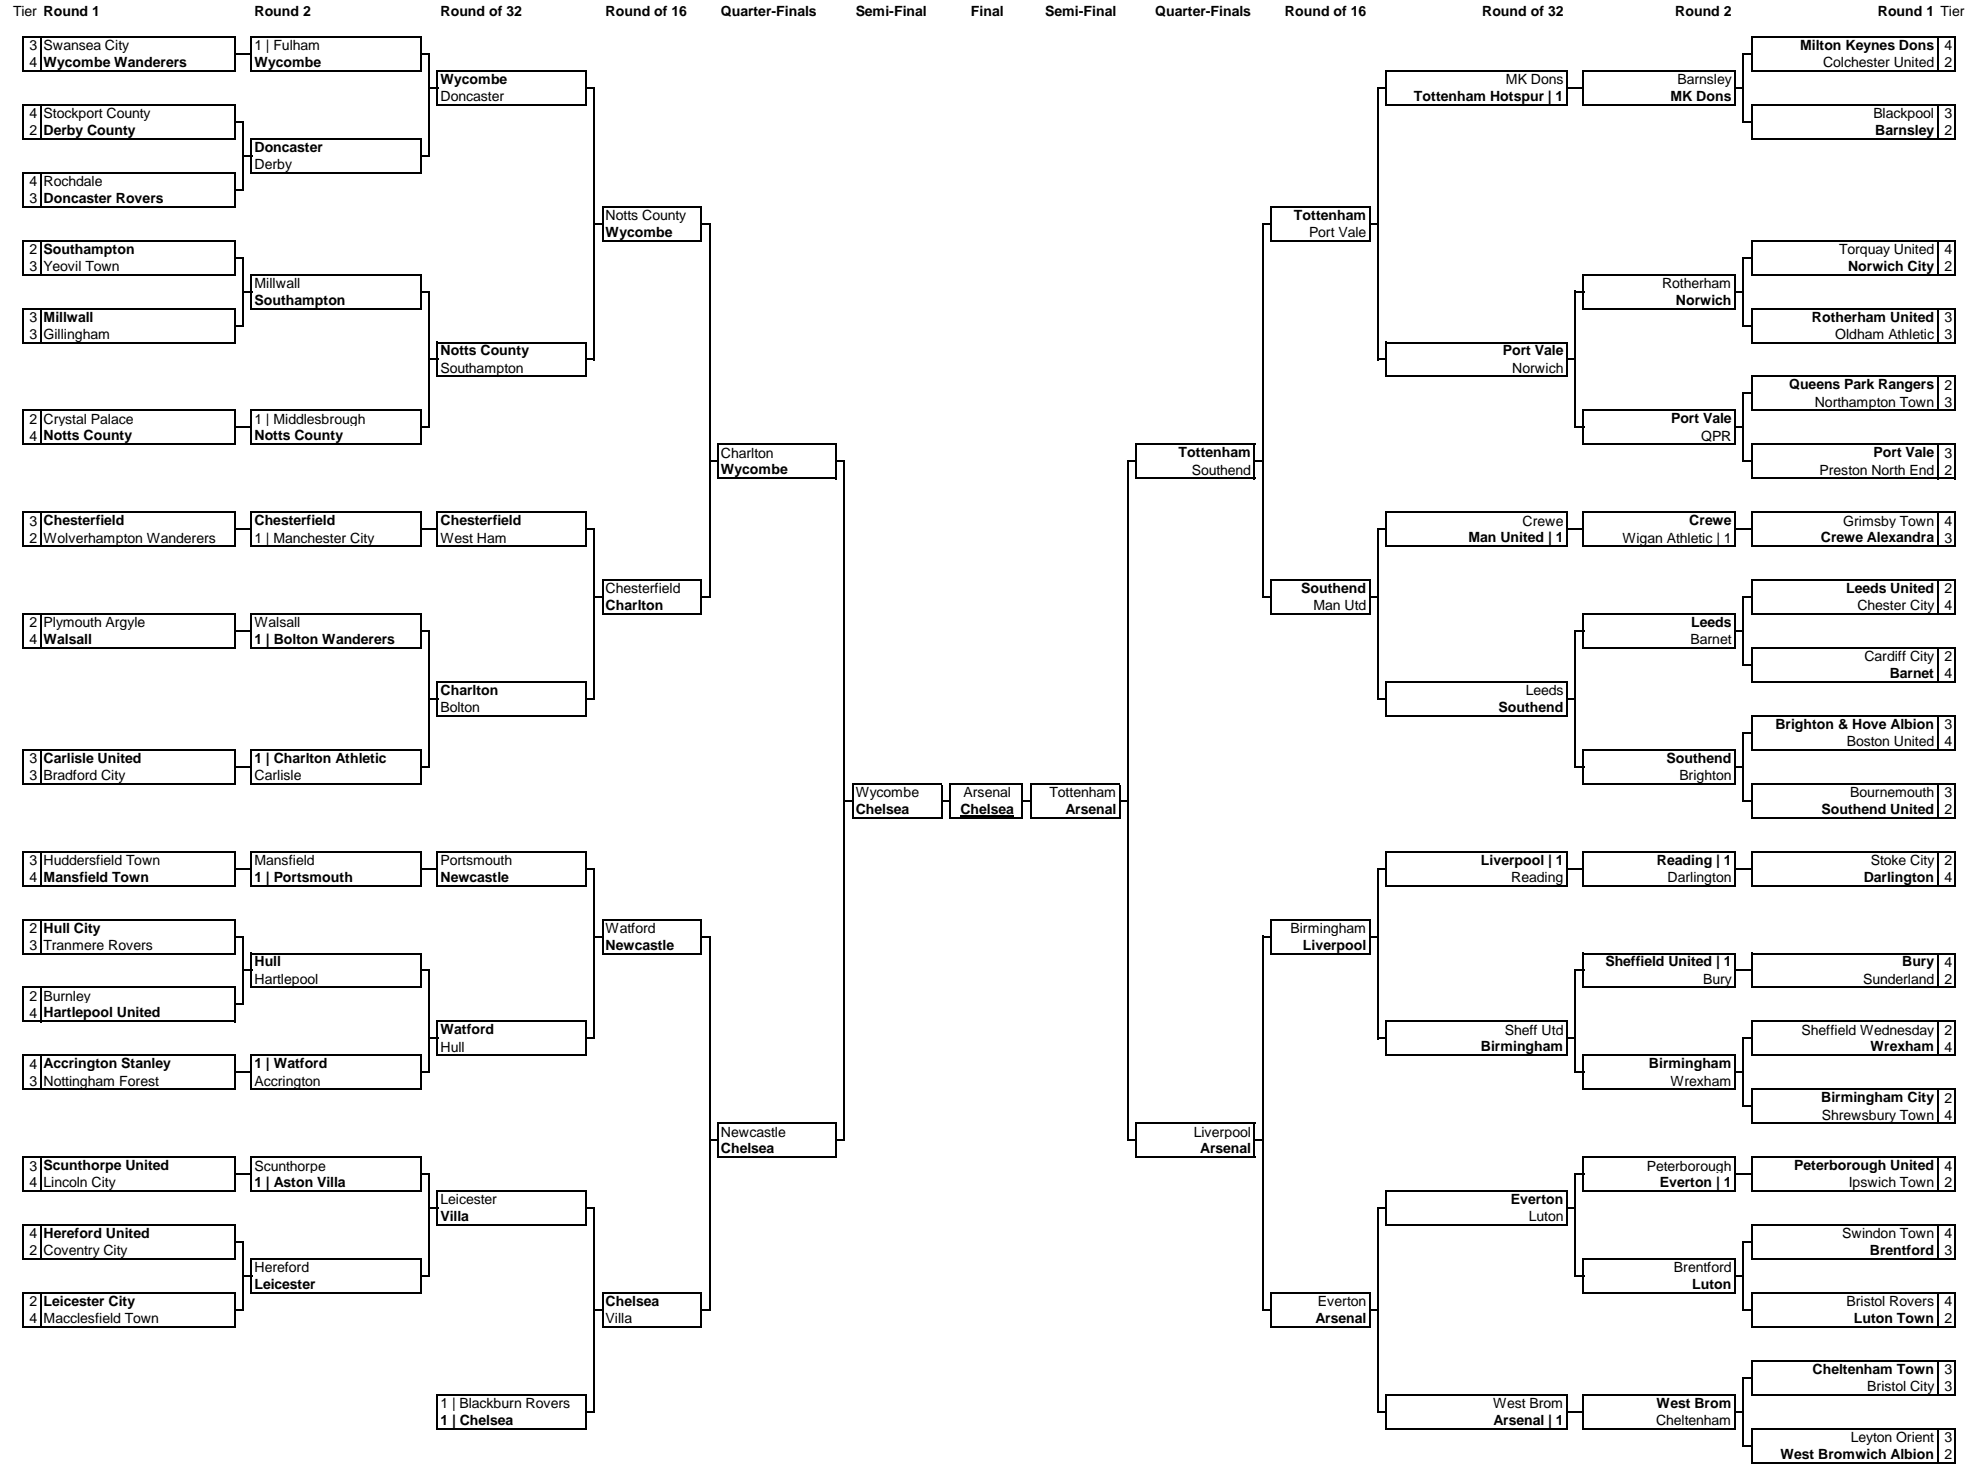 Tier Round 1 Round 2 Round of 32 Round of 16 Quarter-Finals Semi-Final Final Semi-Final Quarter-Finals Round of 16 Round of 32 Round 2 Round 1 Tier
3 Swansea City
4 Wycombe Wanderers
4 Stockport County
2 Derby County
4 Rochdale
3 Doncaster Rovers
2 Southampton
3 Yeovil Town
3 Millwall
3 Gillingham
2 Crystal Palace
4 Notts County
3 Chesterfield
2 Wolverhampton Wanderers
2 Plymouth Argyle
4 Walsall
3 Carlisle United
3 Bradford City
3 Huddersfield Town
4 Mansfield Town
2 Hull City
3 Tranmere Rovers
2 Burnley
4 Hartlepool United
4 Accrington Stanley
3 Nottingham Forest
3 Scunthorpe United
4 Lincoln City
4 Hereford United
2 Coventry City
2 Leicester City
4 Macclesfield Town
1 | Fulham
Wycombe
Doncaster
Derby
Millwall
Southampton
1 | Middlesbrough
Notts County
Chesterfield
1 | Manchester City
Walsall
1 | Bolton Wanderers
1 | Charlton Athletic
Carlisle
Mansfield
1 | Portsmouth
Hull
Hartlepool
1 | Watford
Accrington
Scunthorpe
1 | Aston Villa
Hereford
Leicester
Wycombe
Doncaster
Notts County
Southampton
Chesterfield
West Ham
Charlton
Bolton
Portsmouth
Newcastle
Watford
Hull
Leicester
Villa
1 | Blackburn Rovers
1 | Chelsea
Notts County
Wycombe
Chesterfield
Charlton
Watford
Newcastle
Chelsea
Villa
Charlton
Wycombe
Newcastle
Chelsea
Wycombe
Chelsea
Arsenal
Chelsea
Tottenham
Arsenal
Tottenham
Southend
Liverpool
Arsenal
Tottenham
Port Vale
Southend
Man Utd
Birmingham
Liverpool
Everton
Arsenal
MK Dons
Tottenham Hotspur | 1
Port Vale
Norwich
Crewe
Man United | 1
Leeds
Southend
Liverpool | 1
Reading
Sheff Utd
Birmingham
Everton
Luton
West Brom
Arsenal | 1
Barnsley
MK Dons
Rotherham
Norwich
Port Vale
QPR
Crewe
Wigan Athletic | 1
Leeds
Barnet
Southend
Brighton
Reading | 1
Darlington
Sheffield United | 1
Bury
Birmingham
Wrexham
Peterborough
Everton | 1
Brentford
Luton
West Brom
Cheltenham
Milton Keynes Dons 4
Colchester United 2
Blackpool 3
Barnsley 2
Torquay United 4
Norwich City 2
Rotherham United 3
Oldham Athletic 3
Queens Park Rangers 2
Northampton Town 3
Port Vale 3
Preston North End 2
Grimsby Town 4
Crewe Alexandra 3
Leeds United 2
Chester City 4
Cardiff City 2
Barnet 4
Brighton & Hove Albion 3
Boston United 4
Bournemouth 3
Southend United 2
Stoke City 2
Darlington 4
Bury 4
Sunderland 2
Sheffield Wednesday 2
Wrexham 4
Birmingham City 2
Shrewsbury Town 4
Peterborough United 4
Ipswich Town 2
Swindon Town 4
Brentford 3
Bristol Rovers 4
Luton Town 2
Cheltenham Town 3
Bristol City 3
Leyton Orient 3
West Bromwich Albion 2